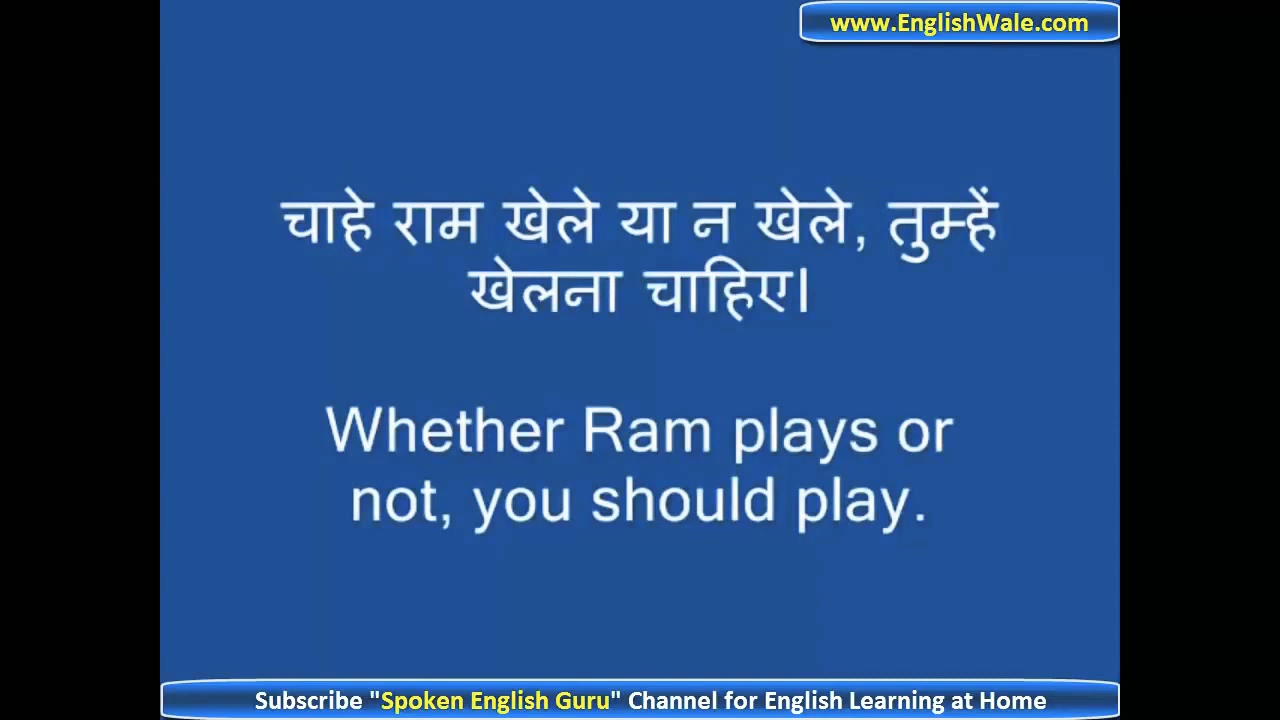 www.EnglishWale.com
चाहे राम खेले या न खेले, तुम्हें
खेलना चाहिए।
Whether Ram plays or
not, you should play.
Subscribe "Spoken English Guru" Channel for English Learning at Home